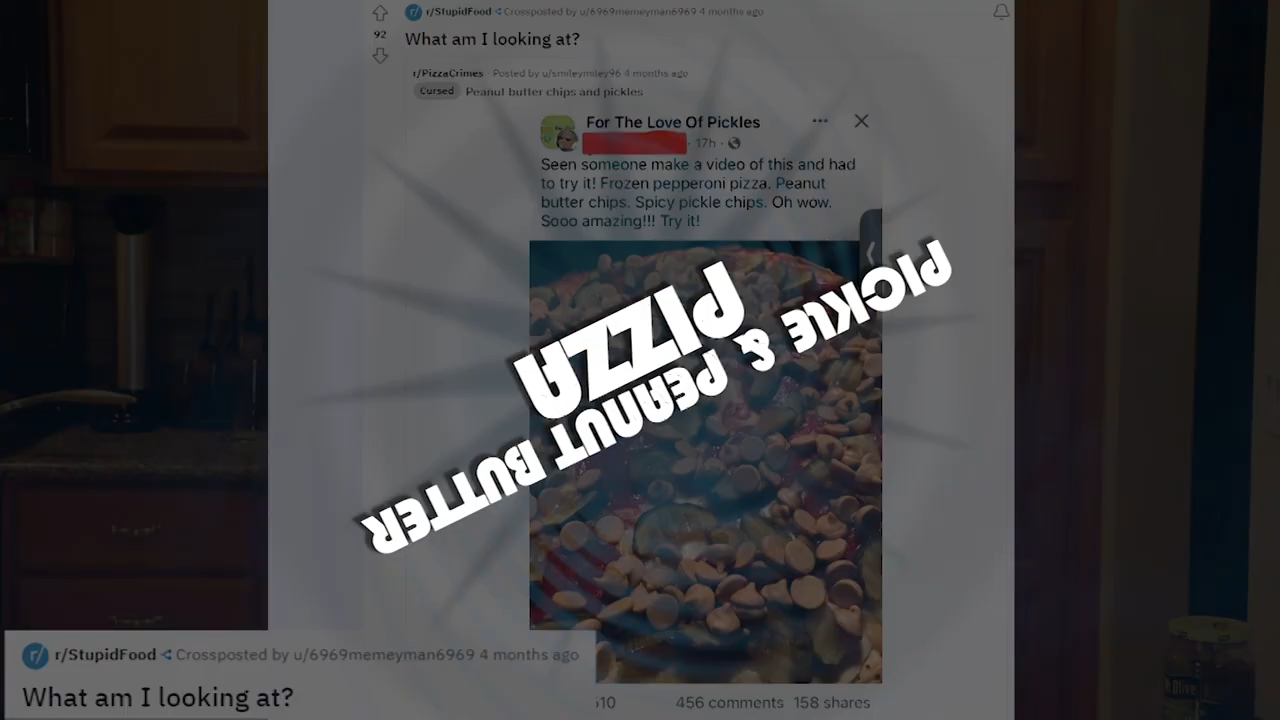 r/StupidFood Crossposted by u/6969memeyman6969 4 months ago
92
What am I looking at?
r/PizzaCrimes · Posted by u/smileymiley96 4 months ago
Cursed Peanut butter chips and pickles
For The Love Of Pickles
17h ·
Seen someone make a video of this and had
to try it! Frozen pepperoni pizza. Peanut
butter chips. Spicy pickle chips. Oh wow.
Sooo amazing!!! Try it!
PICKLE & PEANUT BUTTER
PIZZA
r/StupidFood Crossposted by u/6969memeyman6969 4 months ago
What am I looking at?
456 comments 158 shares